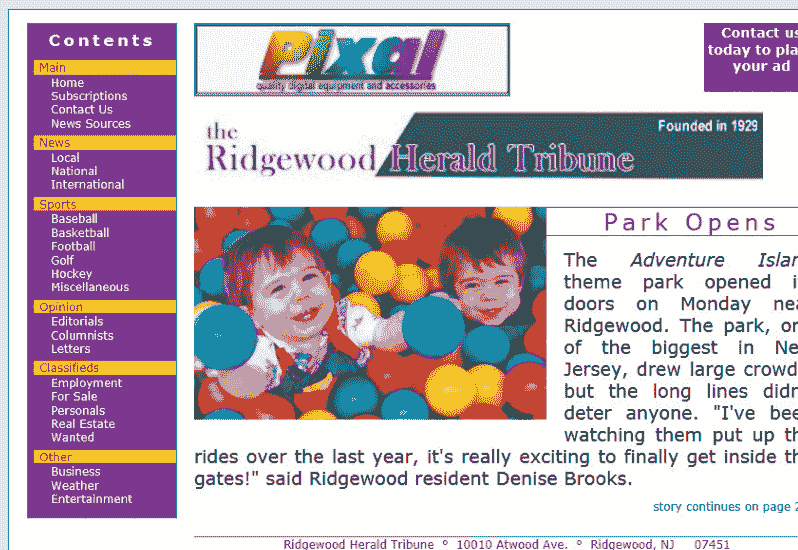 Contents
Main
Home
Subscriptions
Contact Us
News Sources
News
Local
National
International
Sports
Baseball
Basketball
Football
Golf
Hockey
Miscellaneous
Opinion
Editorials
Columnists
Letters
Classifieds
Employment
For Sale
Personals
Real Estate
Wanted
Other
Business
Weather
Entertainment
Pixal
quality digital equipment and accessories
Contact us
today to pla
your ad
Founded in 1929
the
Ridgewood Herald Tribune
Park Opens
The Adventure Islan
theme park opened i
doors on Monday nea
Ridgewood. The park, on
of the biggest in Ne
Jersey, drew large crowd
but the long lines didn
deter anyone. "I've bee
watching them put up th
rides over the last year, it's really exciting to finally get inside th
gates!" said Ridgewood resident Denise Brooks.
story continues on page 2
Ridgewood Herald Tribune ° 10010 Atwood Ave. ° Ridgewood, NJ 07451